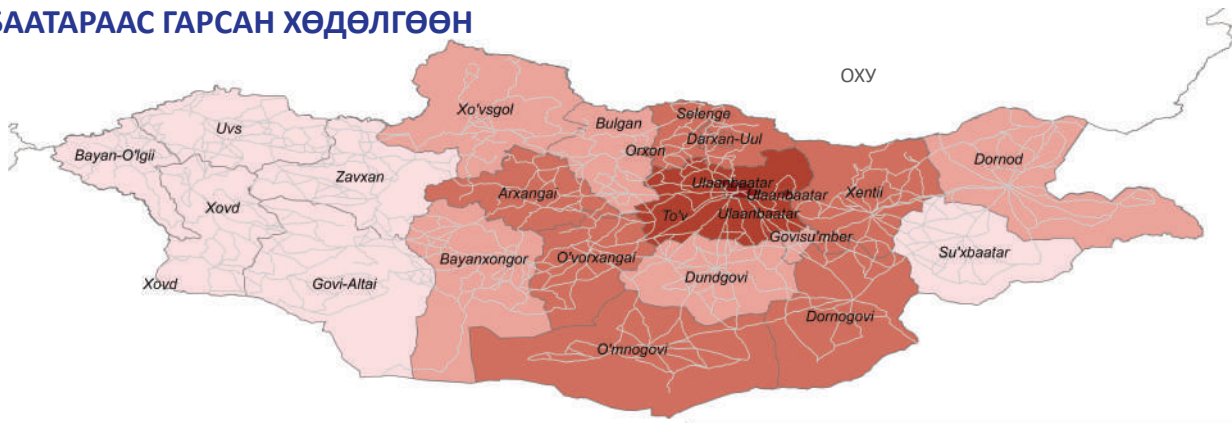 БААТАРААС ГАРСАН ХӨДӨЛГӨӨН
ОХУ
Xo'vsgol
Bulgan
Selenge
Uvs
Darxan-Uul
Orxon
Bayan-O'lgii
Dornod
Zavxan
Ulaanbaatar
Arxangai
Ulaanbaatar
Xentii
Xovd
To'v
Ulaanbaatar
Govisu'mber
Su'xbaatar
O'vorxangai
Bayanxongor
Dundgovi
Xovd
Govi-Altai
Dornogovi
O'mnogovi